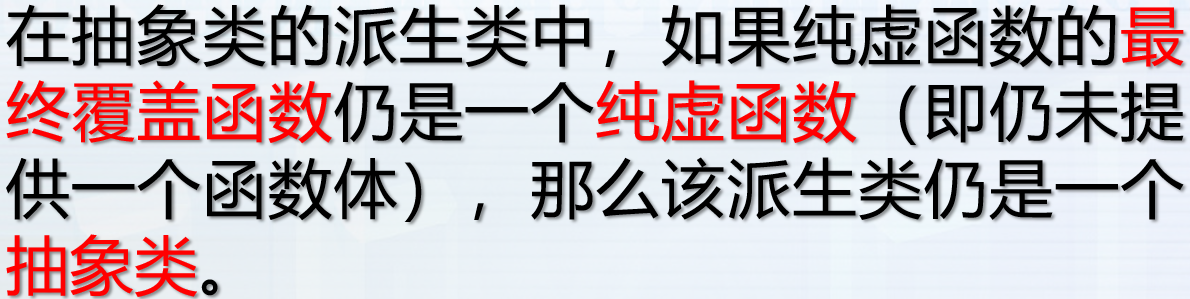 在抽象类的派生类中，如果纯虚函数的最
终覆盖函数仍是一个纯虚函数（即仍未提
供一个函数体），那么该派生类仍是一个
抽象类。